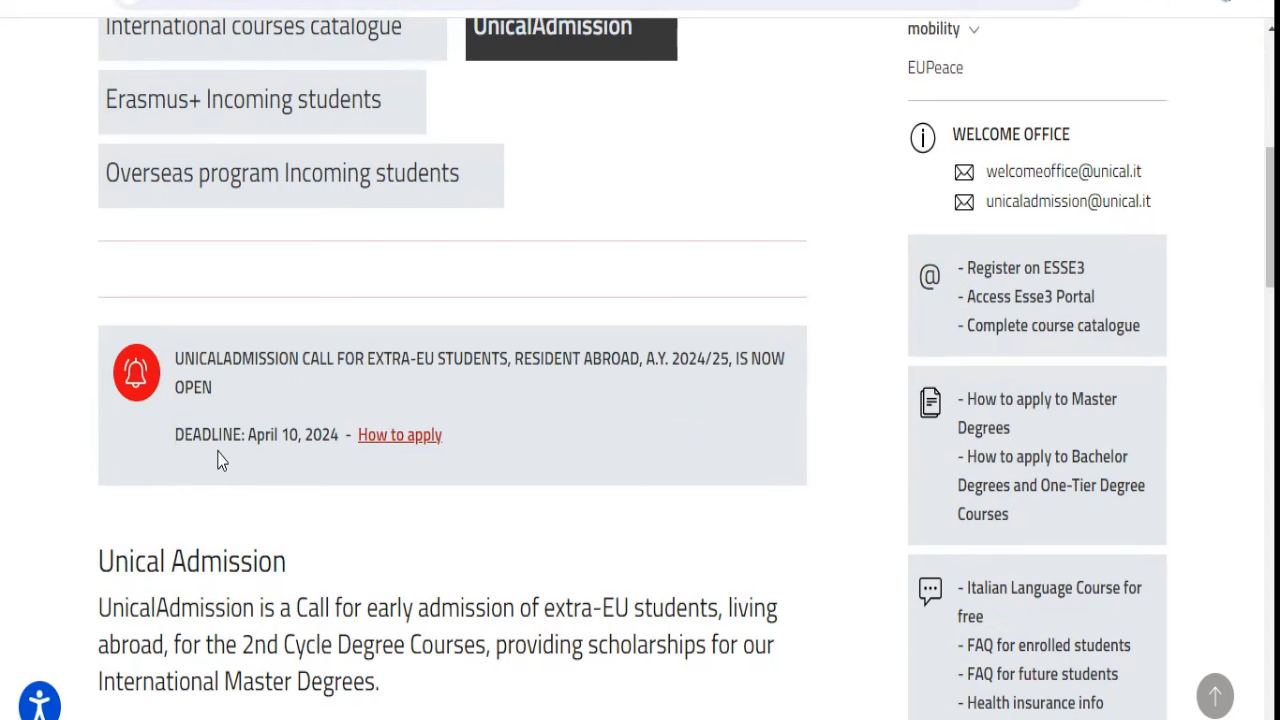 International courses catalogue
UnicalAdmission
Erasmus+ Incoming students
Overseas program Incoming students
UNICALADMISSION CALL FOR EXTRA-EU STUDENTS, RESIDENT ABROAD, A.Y. 2024/25, IS NOW
OPEN
DEADLINE: April 10, 2024 - How to apply
Unical Admission
UnicalAdmission is a Call for early admission of extra-EU students, living
abroad, for the 2nd Cycle Degree Courses, providing scholarships for our
International Master Degrees.
mobility
EUPeace
WELCOME OFFICE
welcomeoffice@unical.it
unicaladmission@unical.it
- Register on ESSE3
- Access Esse3 Portal
- Complete course catalogue
- How to apply to Master
Degrees
- How to apply to Bachelor
Degrees and One-Tier Degree
Courses
- Italian Language Course for
free
- FAQ for enrolled students
- FAQ for future students
- Health insurance info